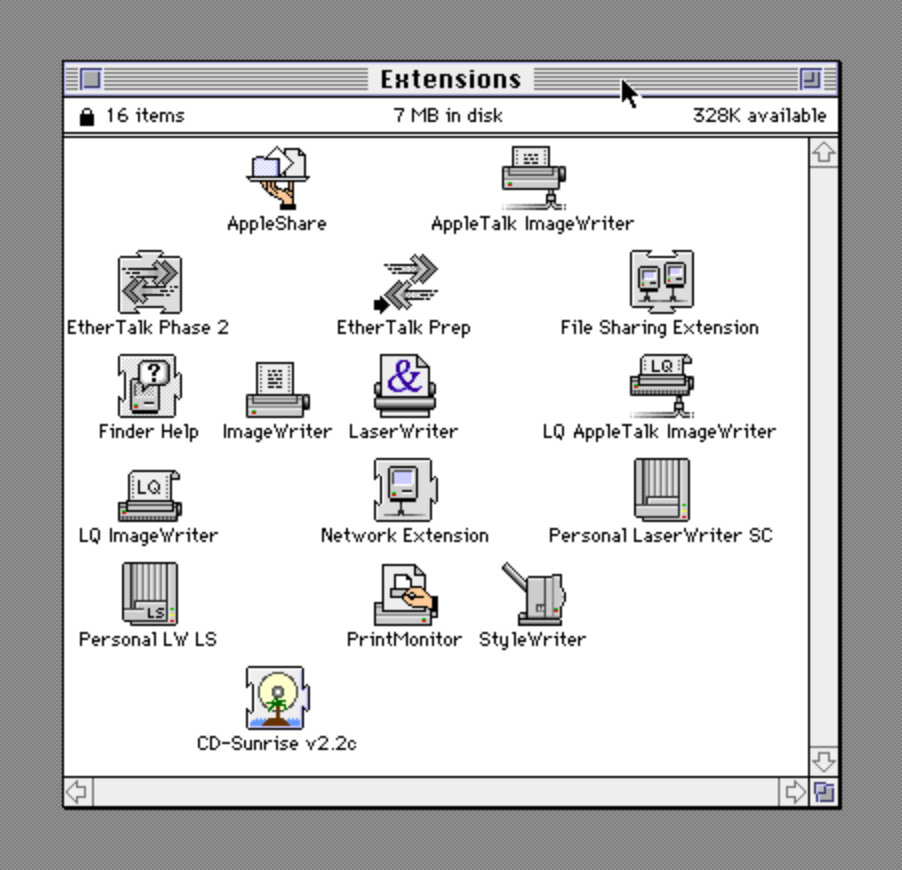 Extensions
16 items 7 MB in disk 328K available
AppleShare AppleTalk ImageWriter
EtherTalk Phase 2 EtherTalk Prep File Sharing Extension
?
&
LQ
Finder Help ImageWriter LaserWriter LQ AppleTalk ImageWriter
LQ
LQ ImageWriter Network Extension Personal LaserWriter SC
LS
Personal LW LS PrintMonitor StyleWriter
CD-Sunrise v2.2c